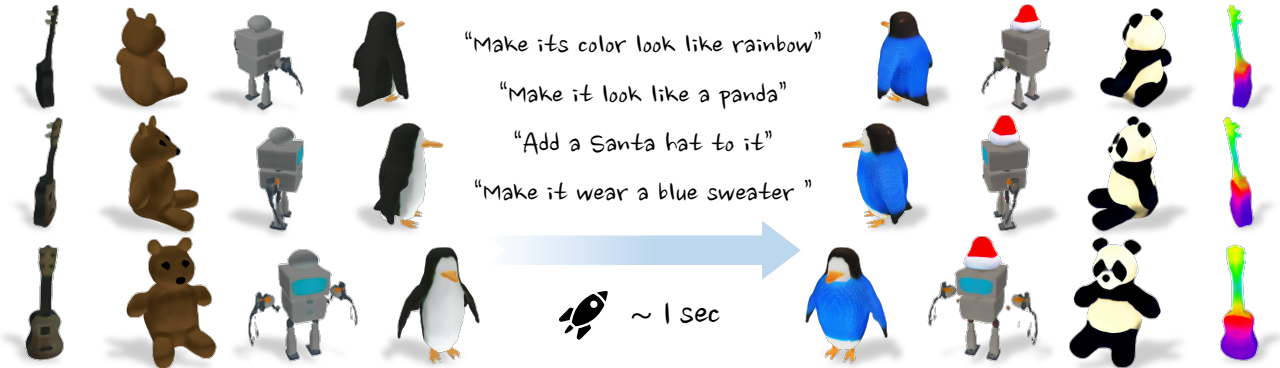 “Make its color look like rainbow”
“Make it look like a panda”
“Add a Santa hat to it”
“Make it wear a blue sweater ”
~ 1 sec